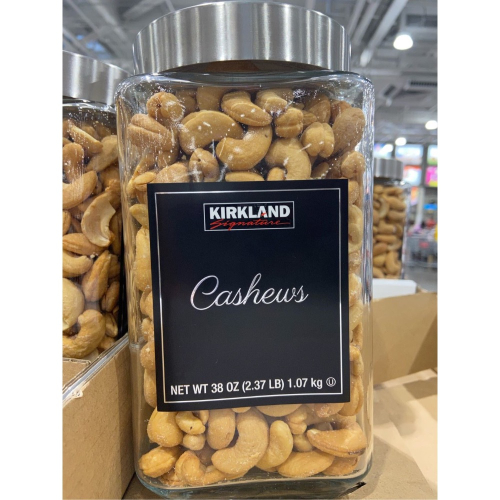 KIRKLAND
Signature
Cashews
NET WT 38 OZ (2.37 LB) 1.07 kg Ⓤ